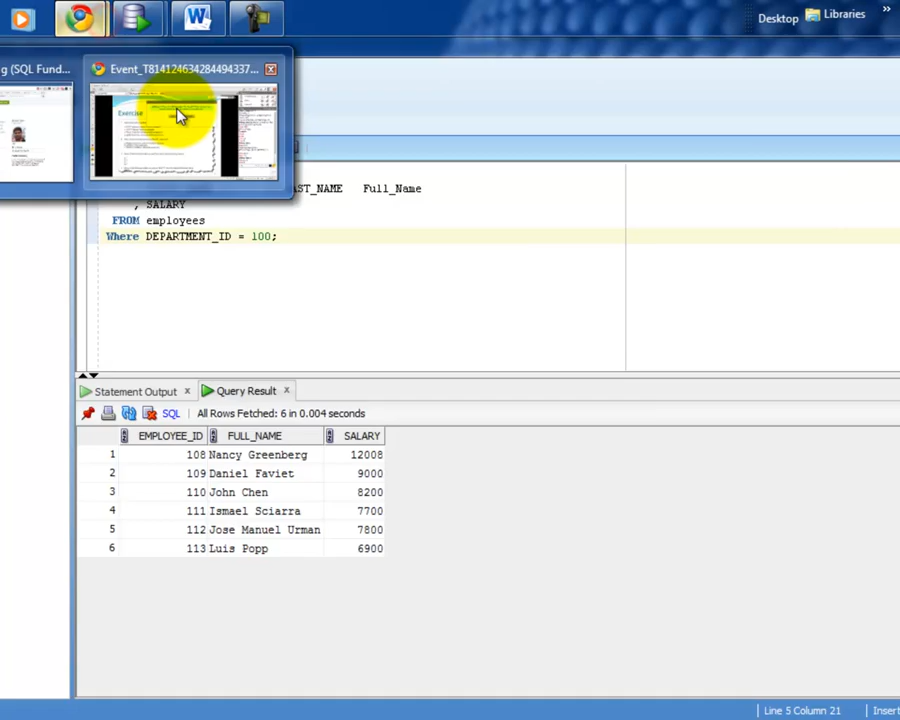 Desktop
Libraries
»
g (SQL Fund...
Event_T814124634284494337...
Exercise
AST_NAME Full_Name
, SALARY
FROM employees
Where DEPARTMENT_ID = 100;
Statement Output x
Query Result x
SQL | All Rows Fetched: 6 in 0.004 seconds
EMPLOYEE_ID FULL_NAME SALARY
1 108 Nancy Greenberg 12008
2 109 Daniel Faviet 9000
3 110 John Chen 8200
4 111 Ismael Sciarra 7700
5 112 Jose Manuel Urman 7800
6 113 Luis Popp 6900
Line 5 Column 21 | Insert